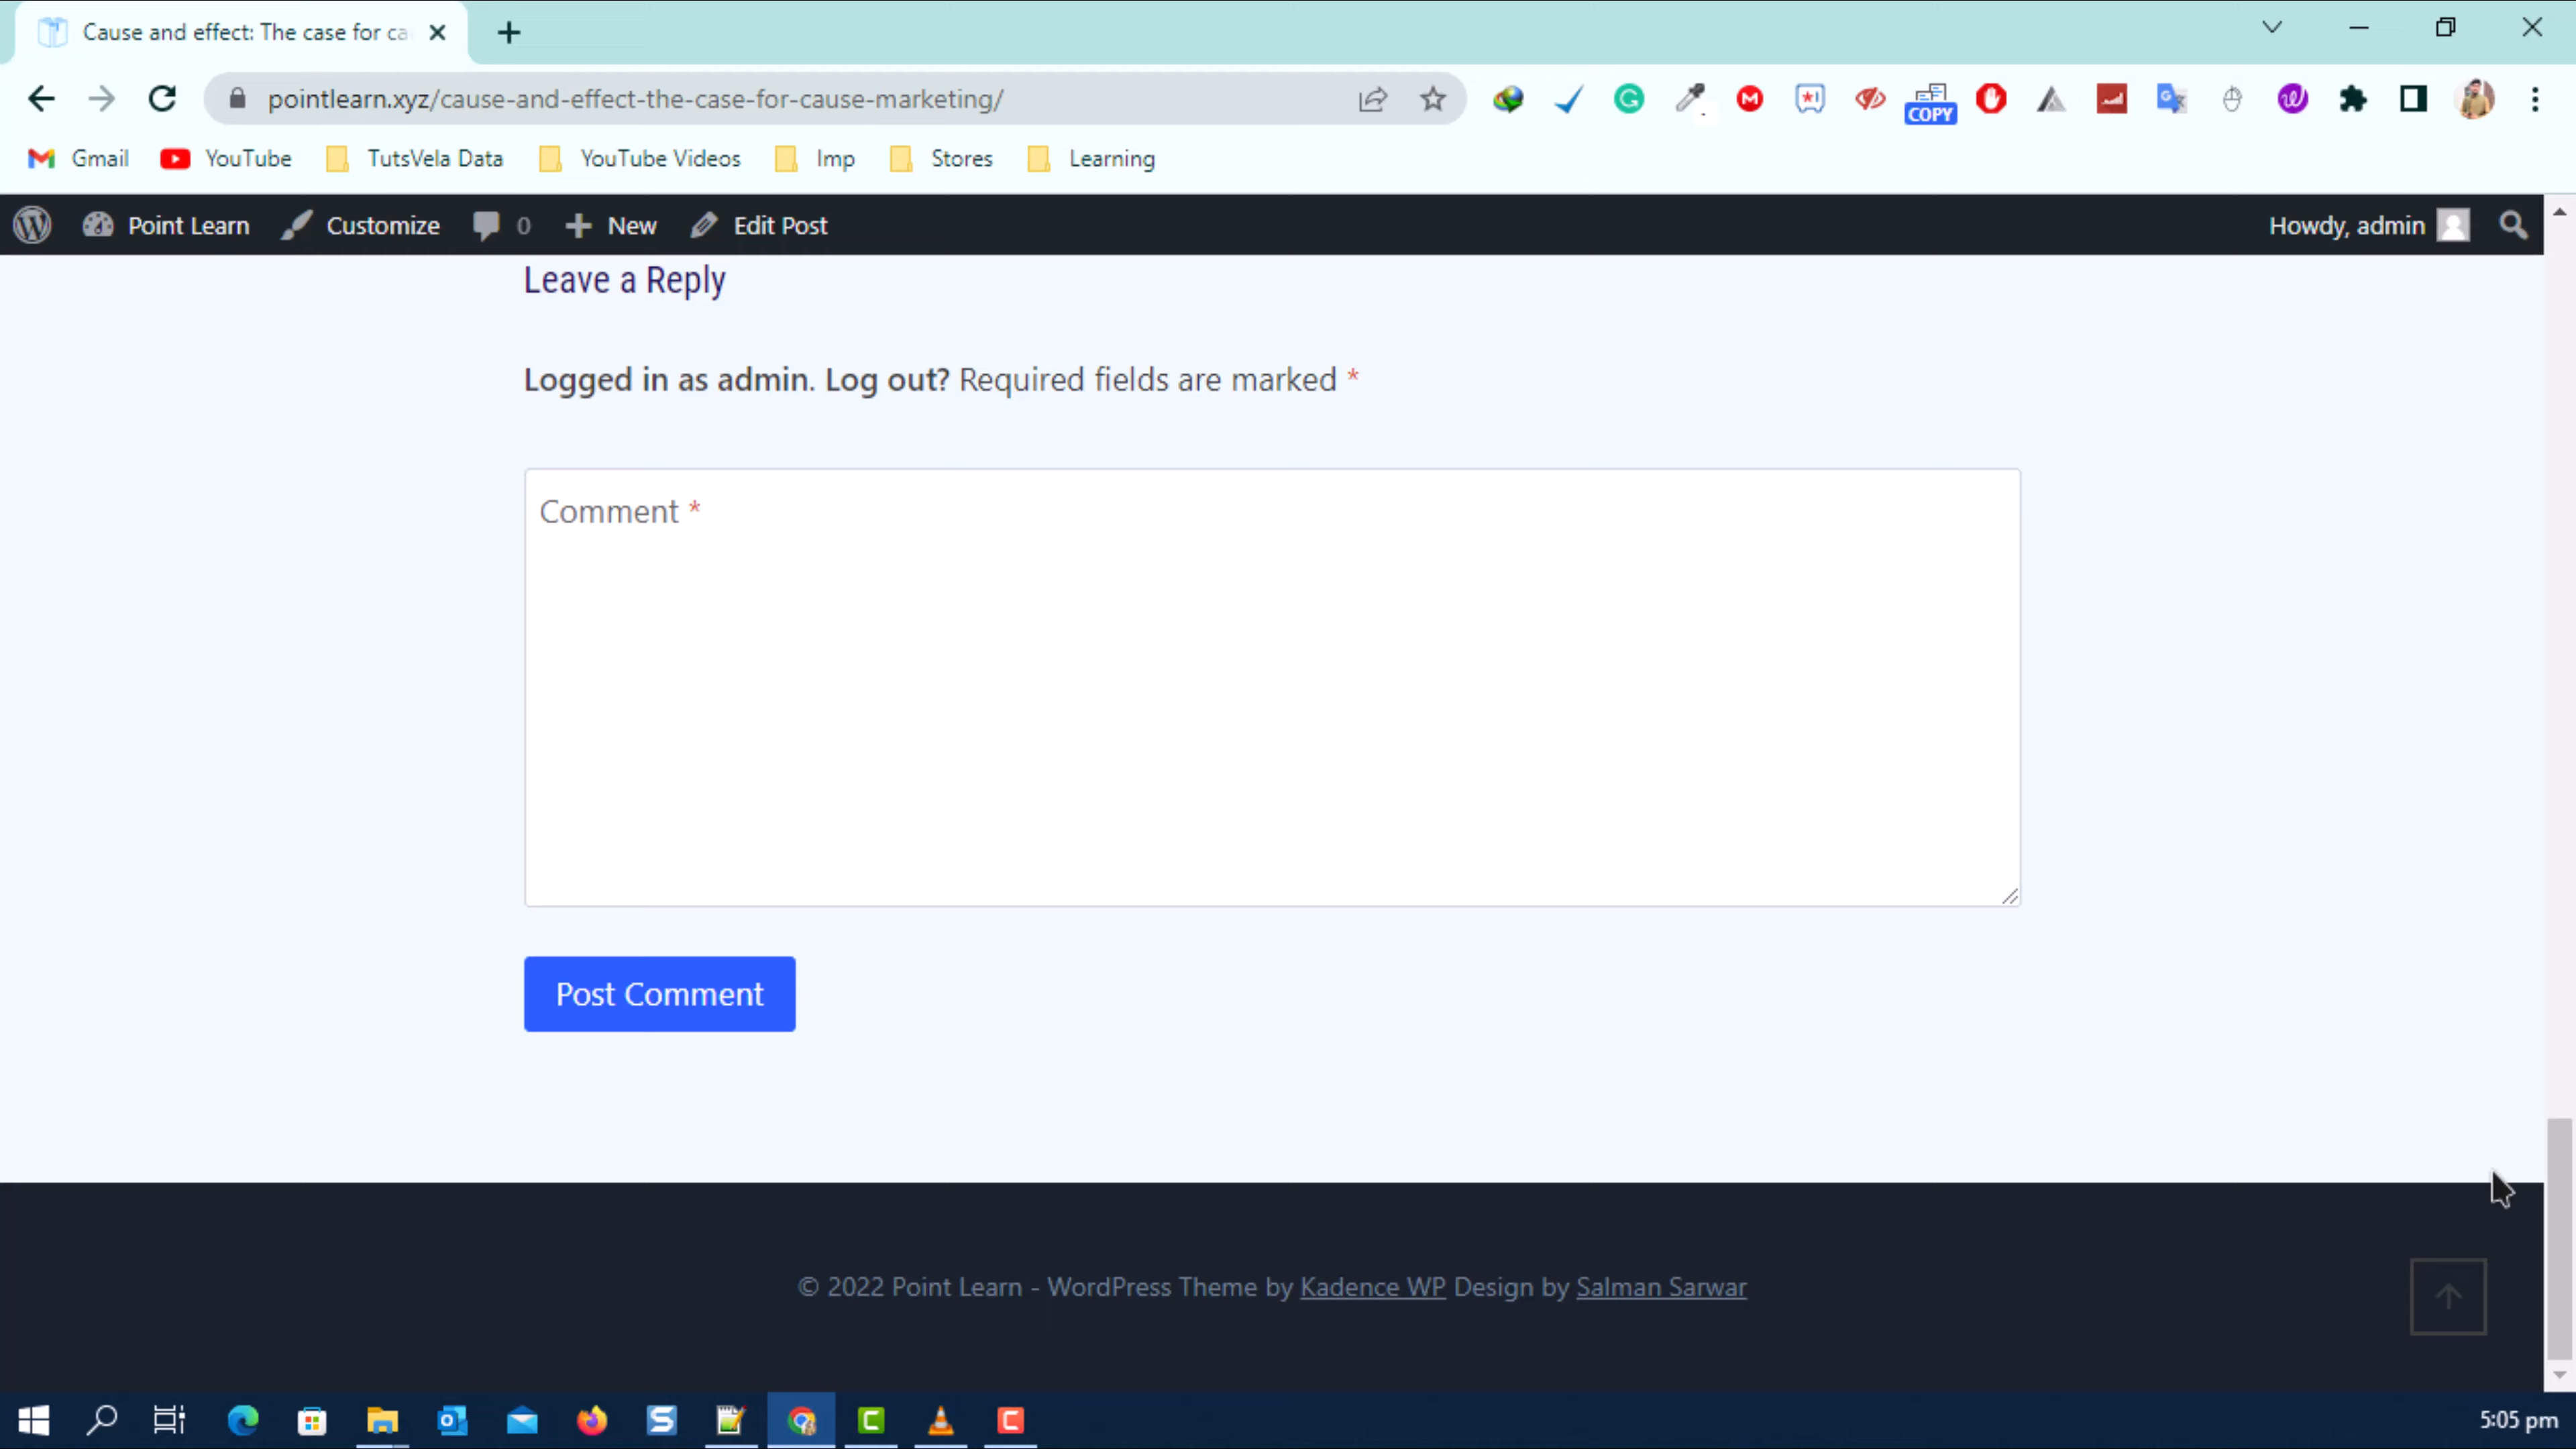 Cause and effect: The case for ca
pointlearn.xyz/cause-and-effect-the-case-for-cause-marketing/
COPY
Gmail YouTube TutsVela Data YouTube Videos Imp Stores Learning
Point Learn Customize 0 New Edit Post Howdy, admin
Leave a Reply
Logged in as admin. Log out? Required fields are marked *
Comment *
Post Comment
© 2022 Point Learn - WordPress Theme by Kadence WP Design by Salman Sarwar
5:05 pm